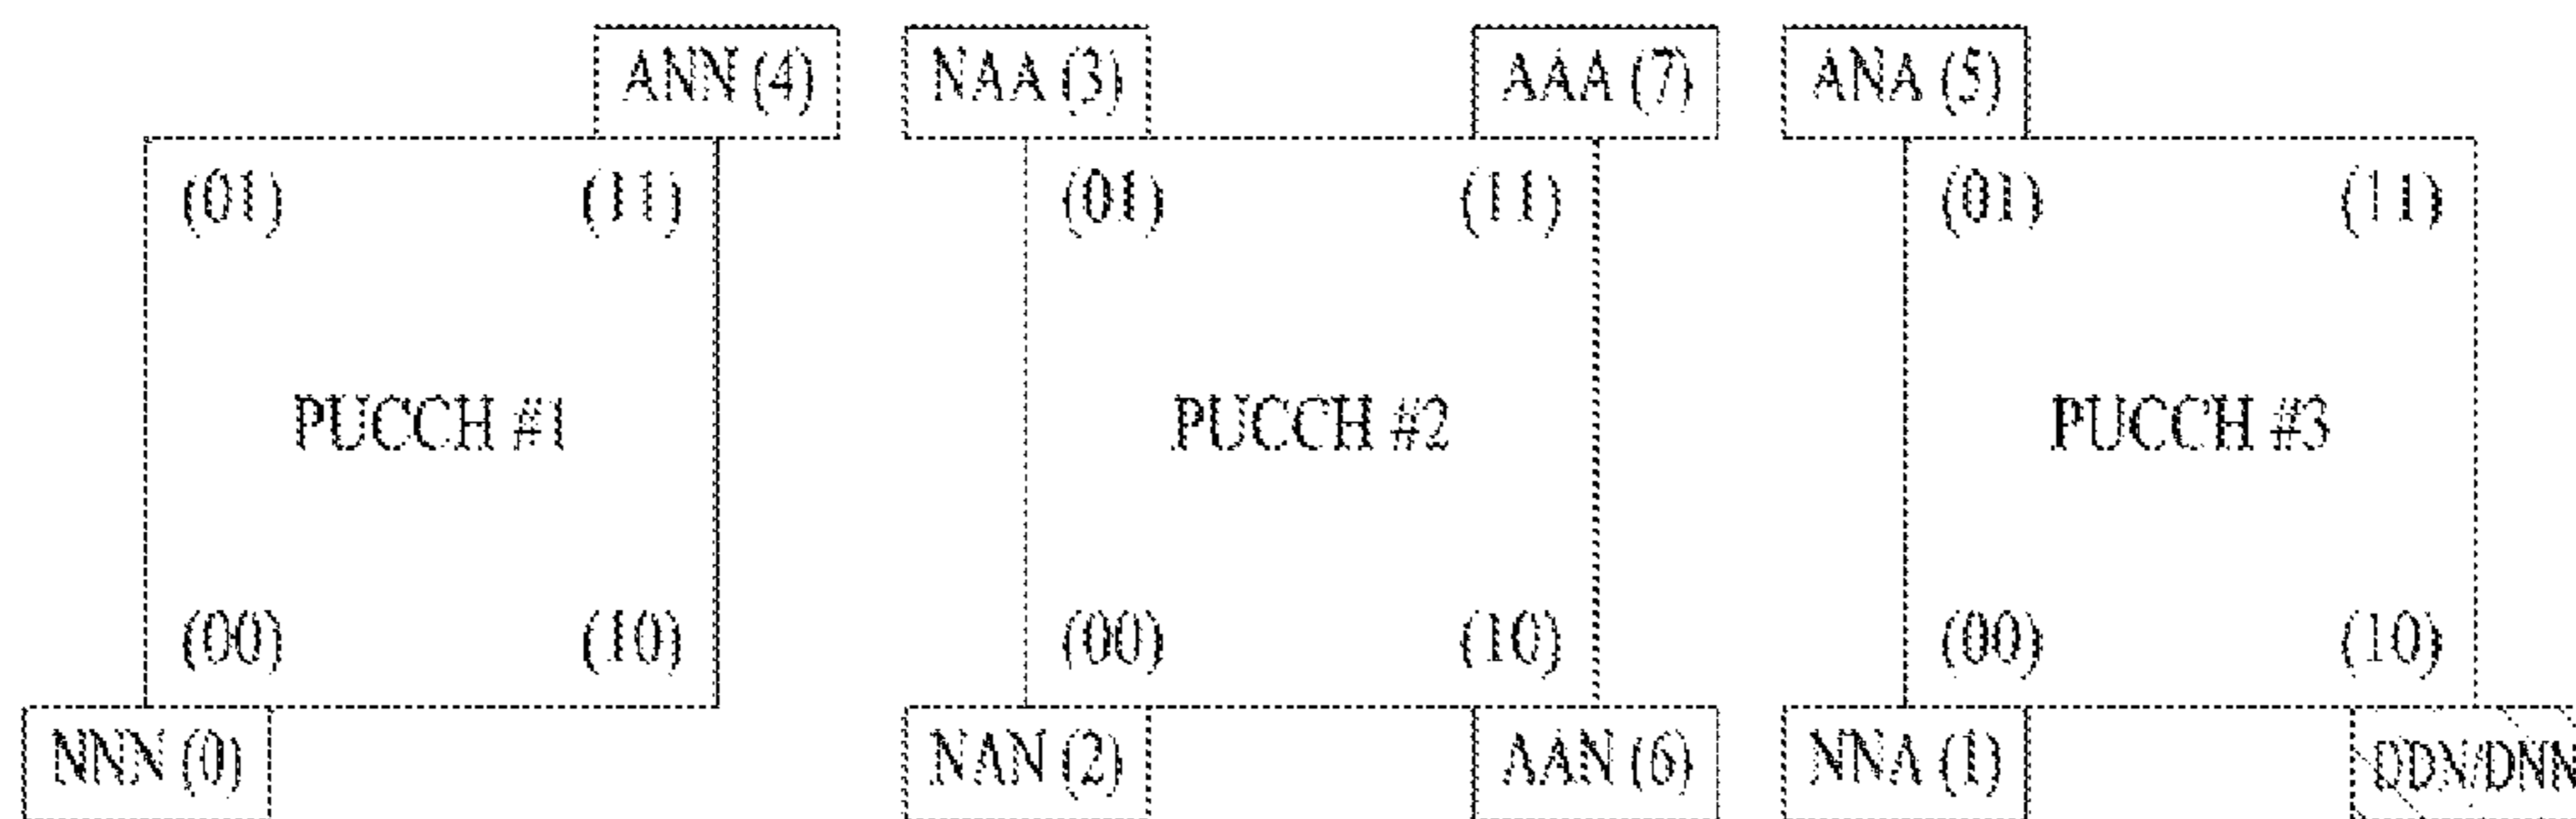 ANN (4) NAA (3) AAA (7) ANA (5)
(01) (11) (01) (11) (01) (11)
PUCCH #1 PUCCH #2 PUCCH #3
(00) (10) (00) (10) (00) (10)
NNN (0) NAN (2) AAN (6) NNA (1) DDN/DNN